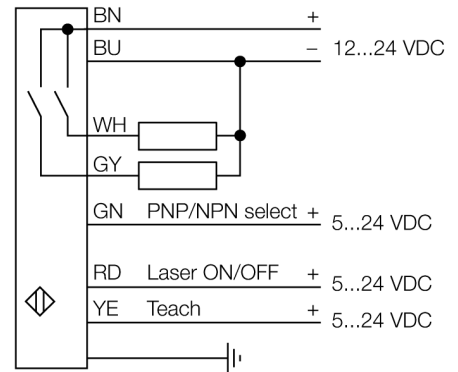 BN +
BU – 12...24 VDC
WH
GY
GN PNP/NPN select + 5...24 VDC
RD Laser ON/OFF + 5...24 VDC
YE Teach + 5...24 VDC